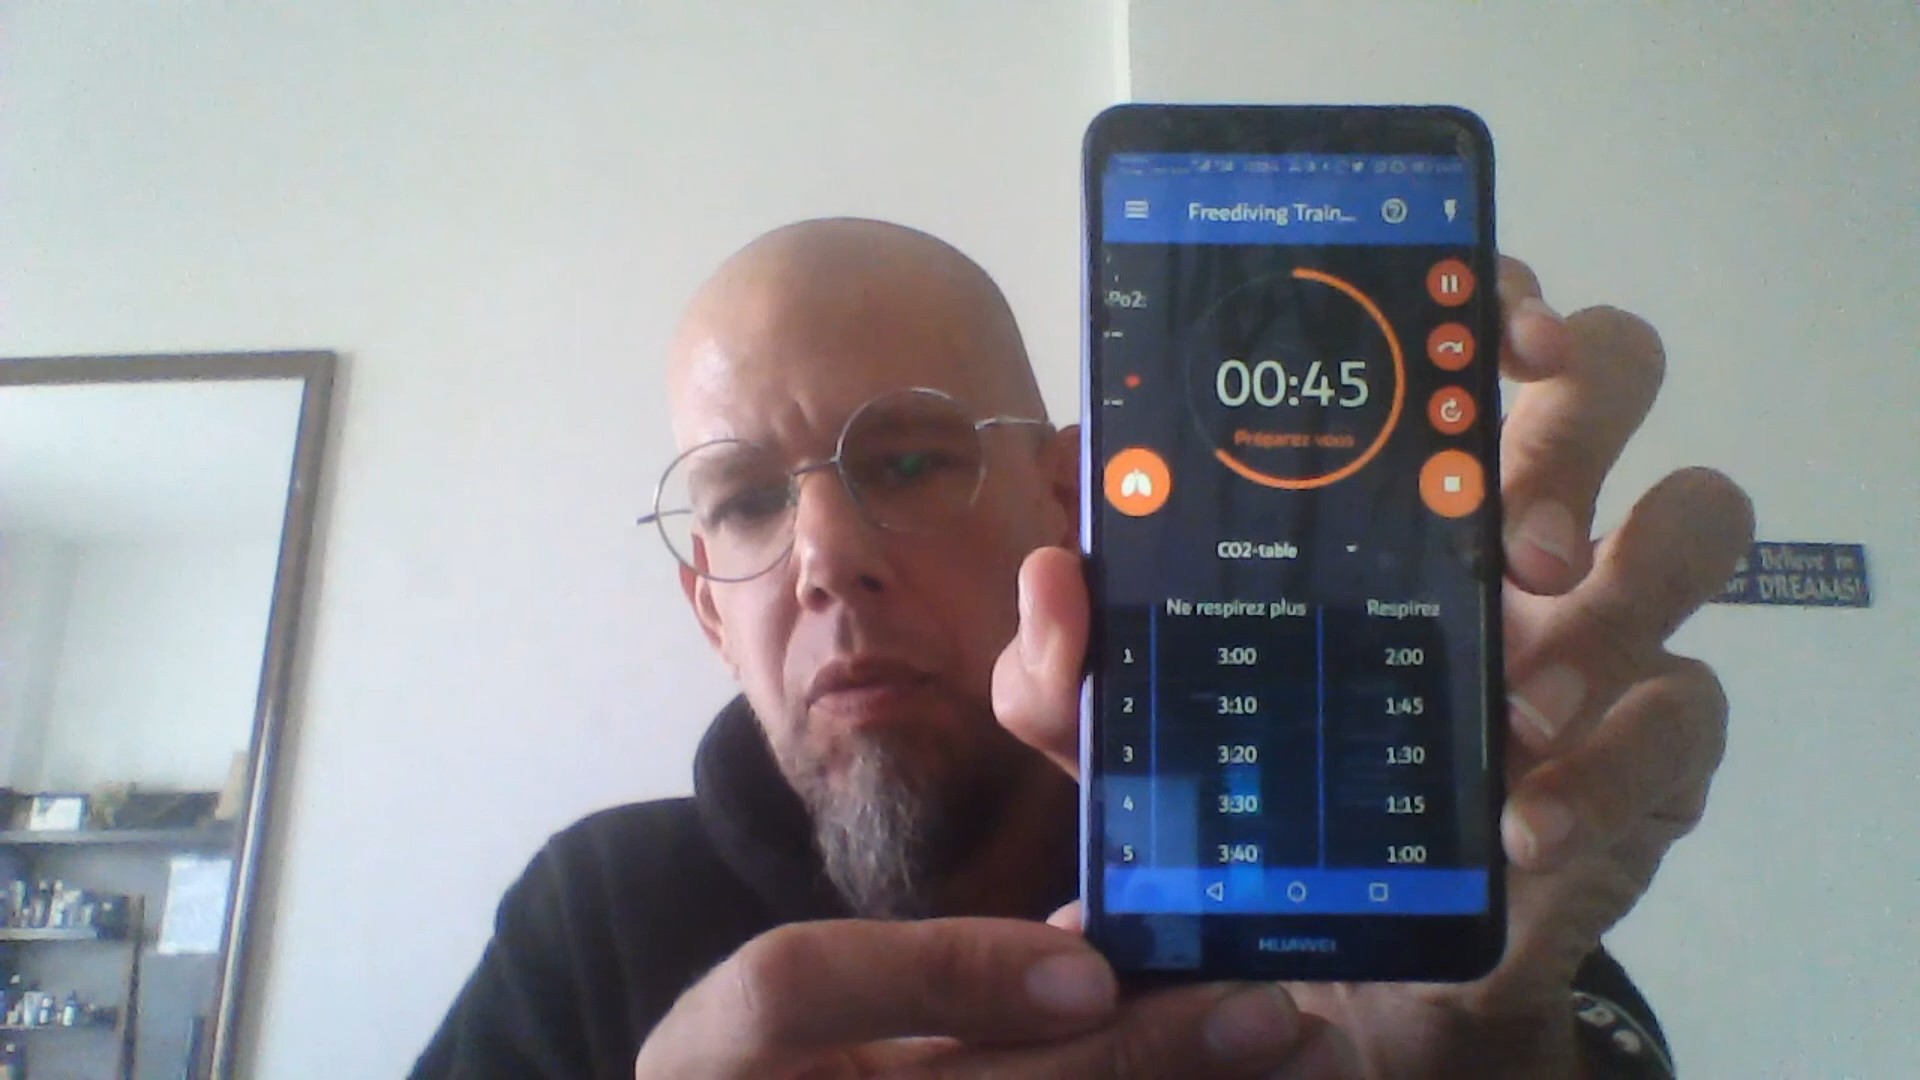 Freediving Train...
Po2:
00:45
Préparez vous
CO2-table
Ne respirez plus Respirez
1 3:00 2:00
2 3:10 1:45
3 3:20 1:30
4 3:30 1:15
5 3:40 1:00
HUAWEI
Believe in
DREAMS!